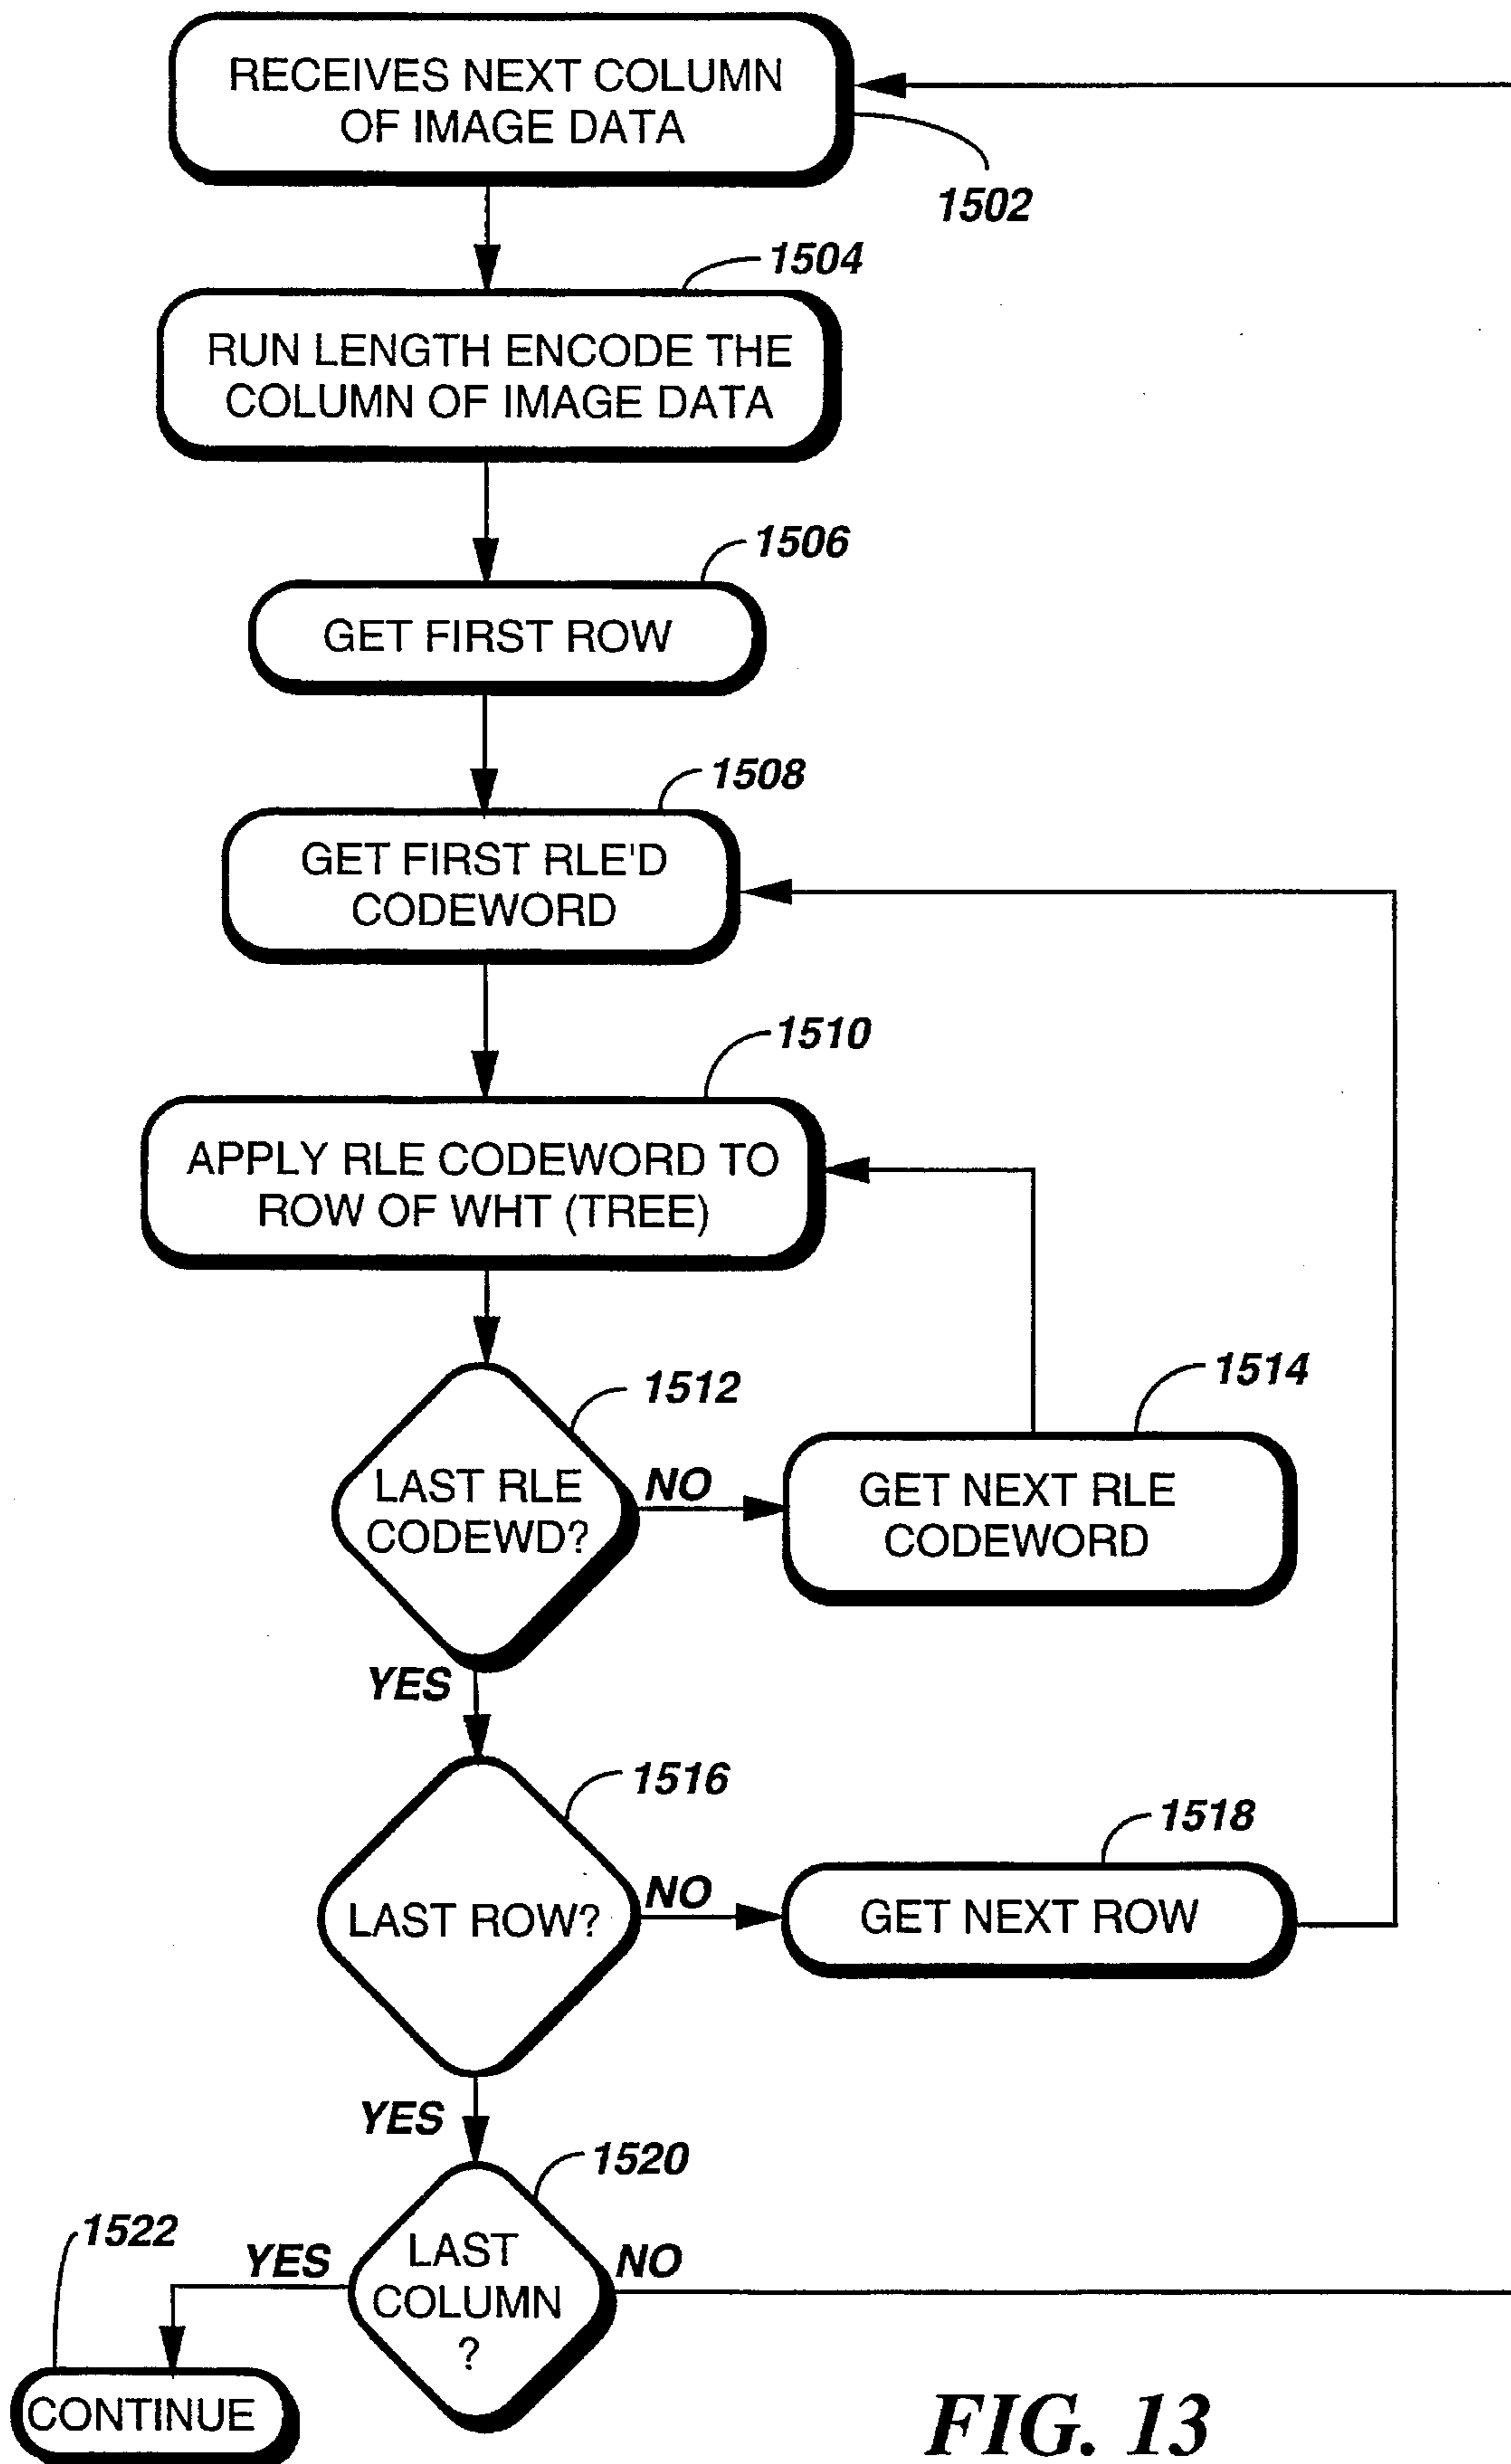 RECEIVES NEXT COLUMN
OF IMAGE DATA
1502
1504
RUN LENGTH ENCODE THE
COLUMN OF IMAGE DATA
1506
GET FIRST ROW
1508
GET FIRST RLE'D
CODEWORD
1510
APPLY RLE CODEWORD TO
ROW OF WHT (TREE)
1512
LAST RLE
CODEWD?
NO
1514
GET NEXT RLE
CODEWORD
YES
1516
LAST ROW?
NO
1518
GET NEXT ROW
YES
1520
LAST
COLUMN
?
NO
YES
1522
CONTINUE
FIG. 13